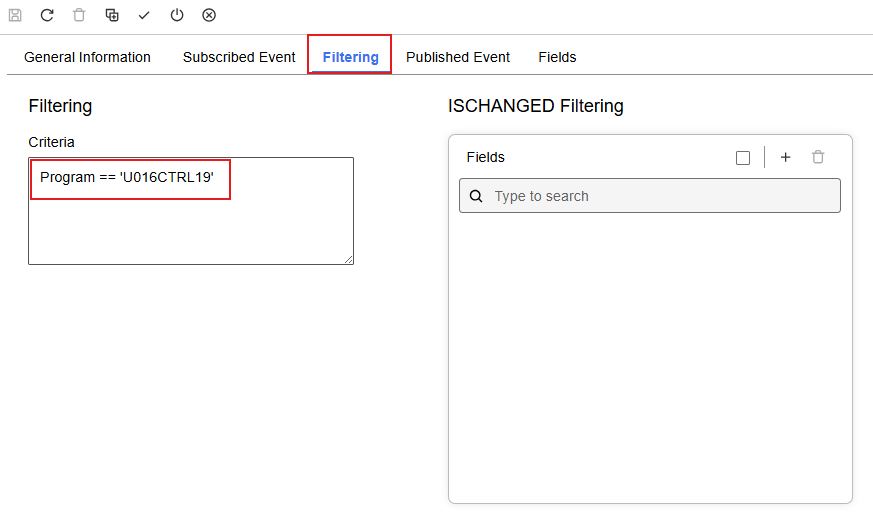 General Information Subscribed Event Filtering Published Event Fields
Filtering
Criteria
Program == 'U016CTRL19'
ISCHANGED Filtering
Fields
Type to search